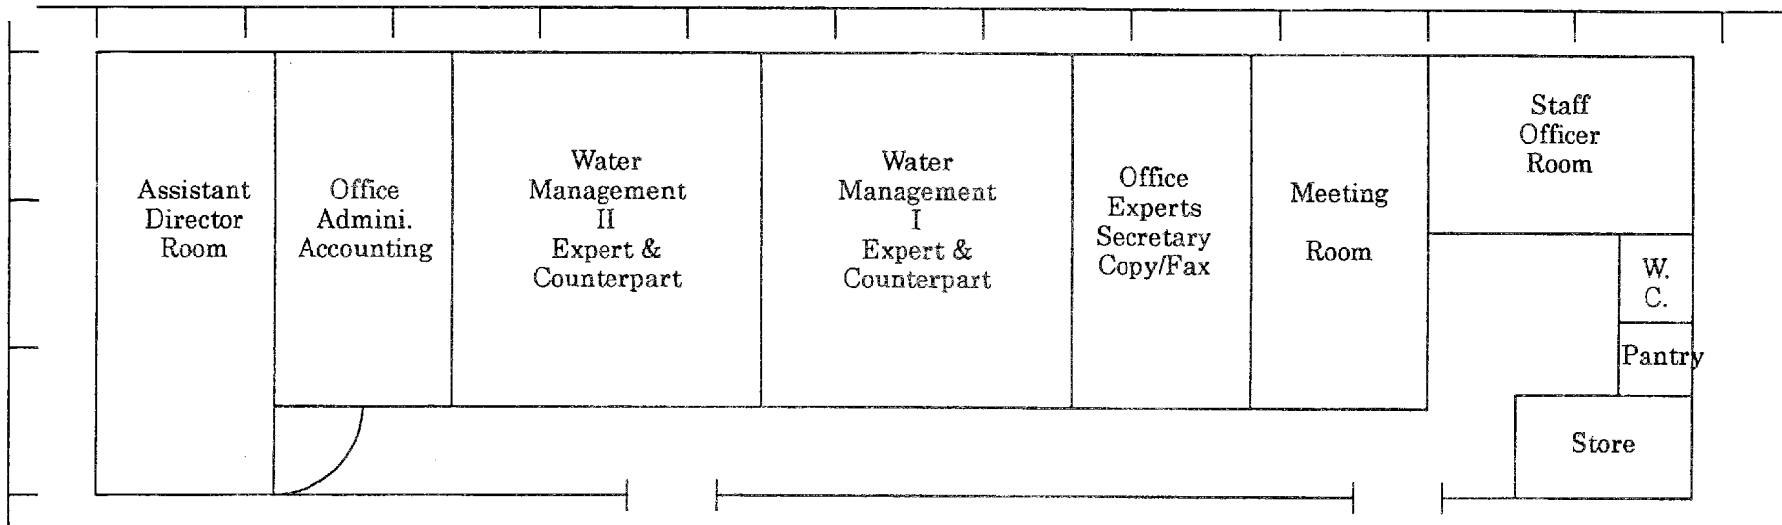 Assistant
Director
Room
Office
Admini.
Accounting
Water
Management
II
Expert &
Counterpart
Water
Management
I
Expert &
Counterpart
Office
Experts
Secretary
Copy/Fax
Meeting
Room
Staff
Officer
Room
W.
C.
Pantry
Store